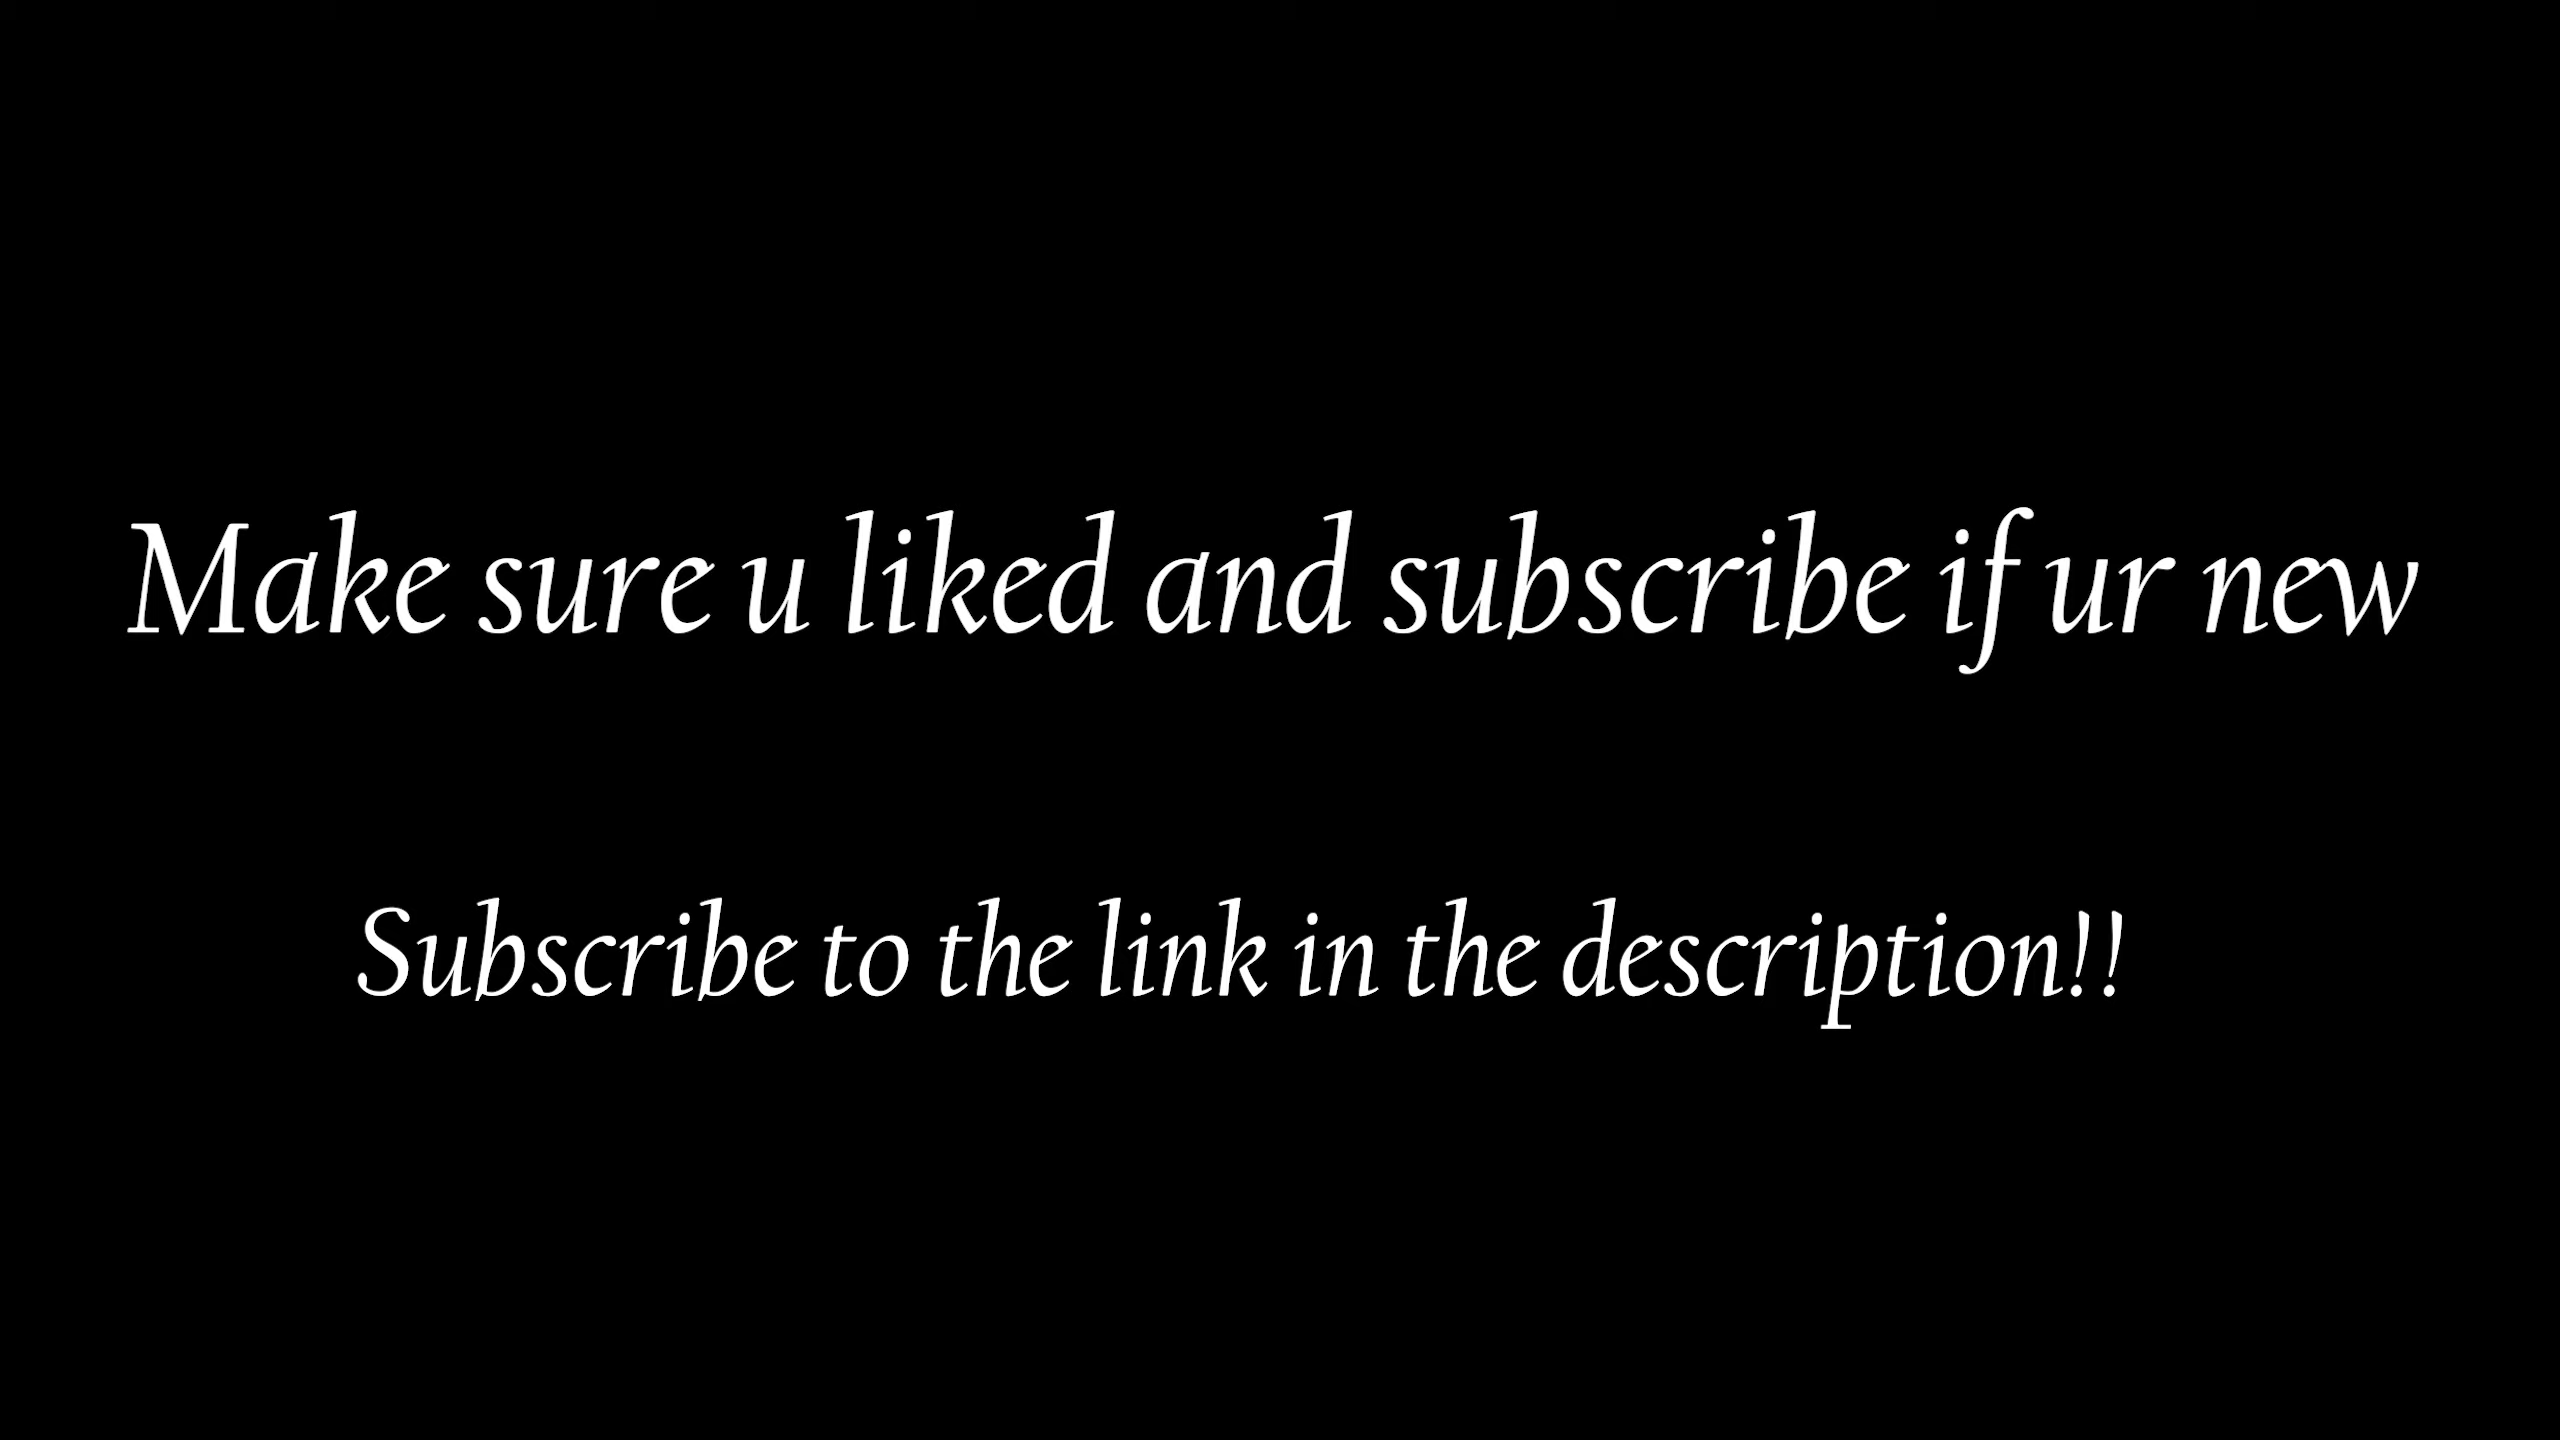 Make sure u liked and subscribe if ur new
Subscribe to the link in the description!!